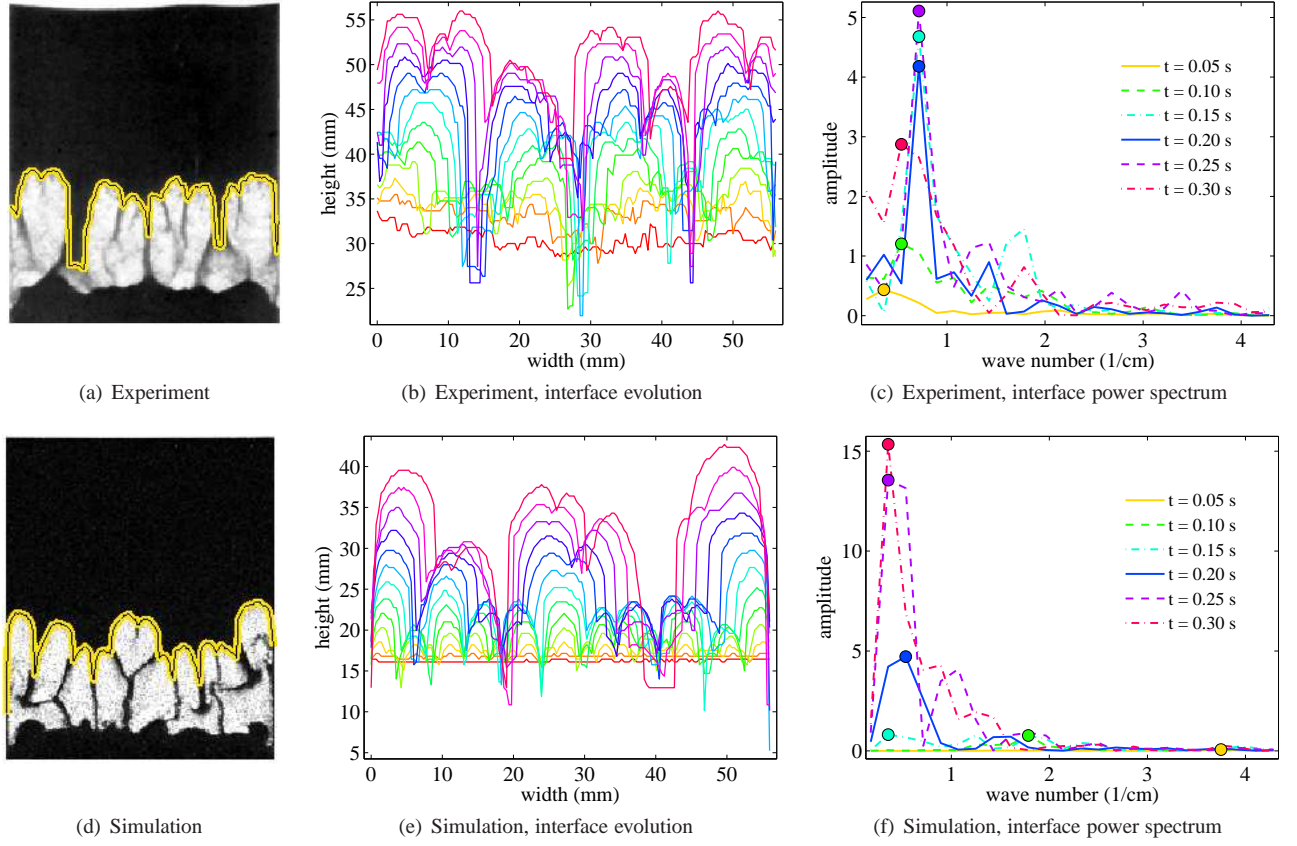 55
50
45
40
35
30
25
height (mm)
0
10
20
30
40
50
width (mm)
5
4
3
2
1
0
amplitude
1
2
3
4
wave number (1/cm)
t = 0.05 s
t = 0.10 s
t = 0.15 s
t = 0.20 s
t = 0.25 s
t = 0.30 s
(a) Experiment
(b) Experiment, interface evolution
(c) Experiment, interface power spectrum
40
35
30
25
20
15
10
5
height (mm)
0
10
20
30
40
50
width (mm)
15
10
5
0
amplitude
1
2
3
4
wave number (1/cm)
t = 0.05 s
t = 0.10 s
t = 0.15 s
t = 0.20 s
t = 0.25 s
t = 0.30 s
(d) Simulation
(e) Simulation, interface evolution
(f) Simulation, interface power spectrum